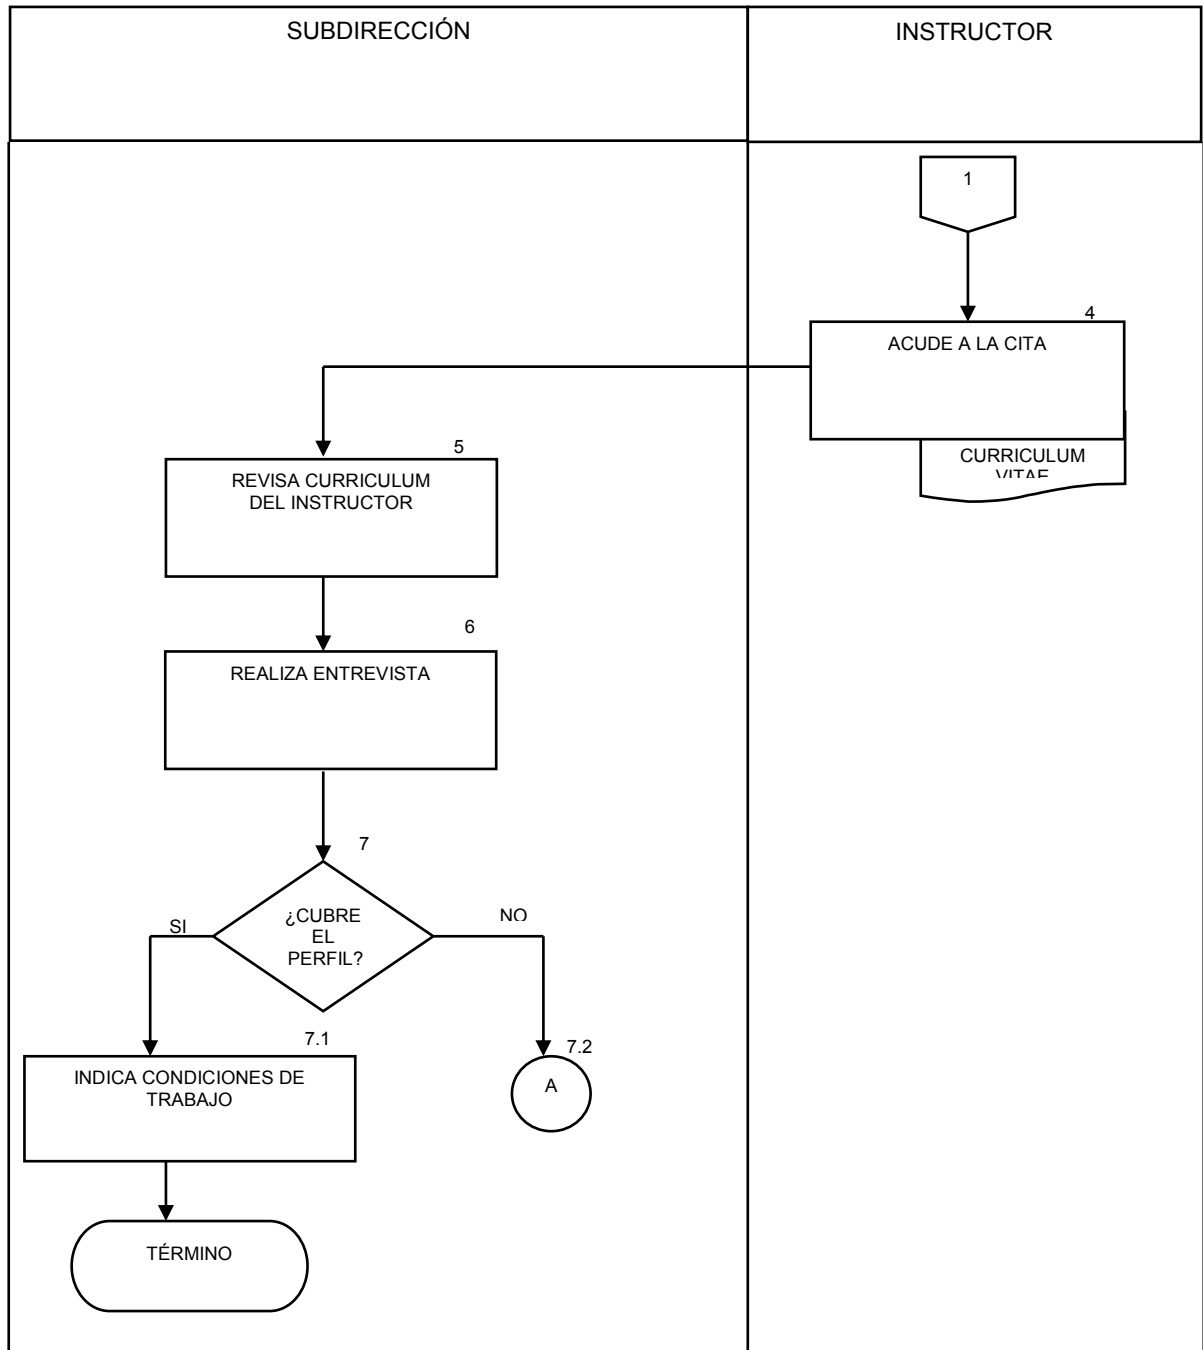 SUBDIRECCIÓN
INSTRUCTOR
1
4
ACUDE A LA CITA
CURRICULUM
VITAE
5
REVISA CURRICULUM
DEL INSTRUCTOR
6
REALIZA ENTREVISTA
7
¿CUBRE
EL
PERFIL?
SI
NO
7.1
INDICA CONDICIONES DE
TRABAJO
7.2
A
TÉRMINO